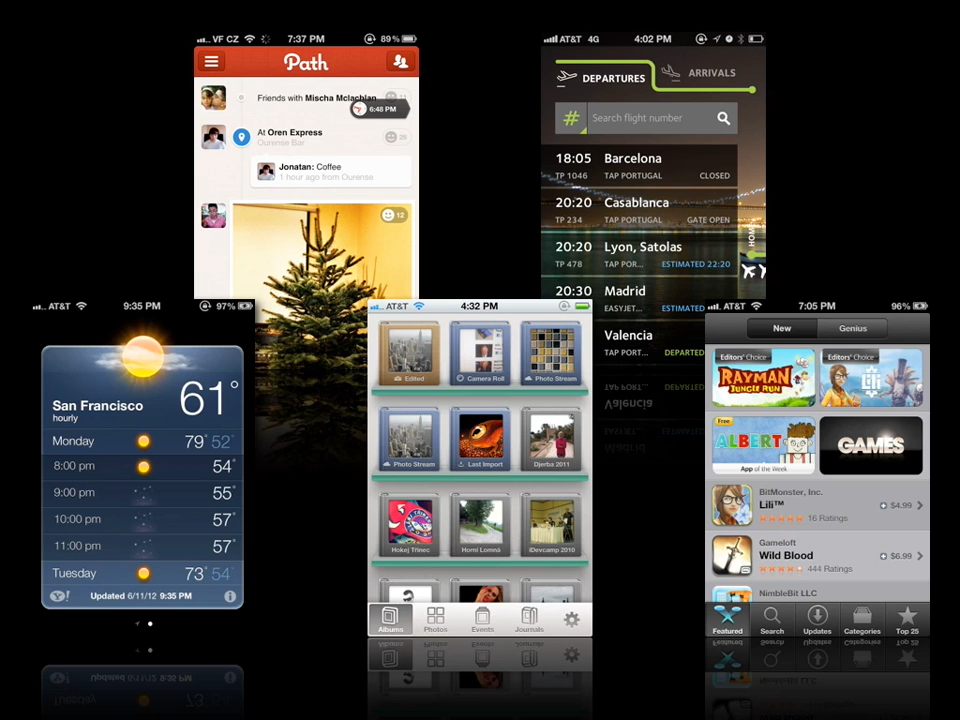 VF CZ 7:37 PM 89%
Path
Friends with Mischa Mclachlan 11
6:48 PM
At Oren Express
Ourense Bar 26
Jonatan: Coffee
1 hour ago from Ourense
12
AT&T 4G 4:02 PM
DEPARTURES ARRIVALS
# Search flight number
18:05 Barcelona
TP 1046 TAP PORTUGAL CLOSED
20:20 Casablanca
TP 234 TAP PORTUGAL GATE OPEN
20:20 Lyon, Satolas
TP 478 TAP POR... ESTIMATED 22:20
20:30 Madrid
EASYJET... ESTIMATED
Valencia
TAP PORT... DEPARTED
AT&T 9:35 PM 97%
61°
San Francisco
hourly
Monday 79° 52°
8:00 pm 54°
9:00 pm 55°
10:00 pm 57°
11:00 pm 57°
Tuesday 73° 54°
Y! Updated 6/11/12 9:35 PM i
AT&T 4:32 PM
Edited Camera Roll Photo Stream
Photo Stream Last Import Djerba 2011
Hokej Třinec Horní Lomná iDevcamp 2010
Albums Photos Events Journals
AT&T 7:05 PM 96%
New Genius
Editors' Choice Editors' Choice
RAYMAN
JUNGLE RUN
Lili
Free
ALBERT
App of the Week
GAMES
BitMonster, Inc.
Lili™ $4.99
16 Ratings
Gameloft
Wild Blood $6.99
444 Ratings
NimbleBit LLC
Featured Search Updates Categories Top 25